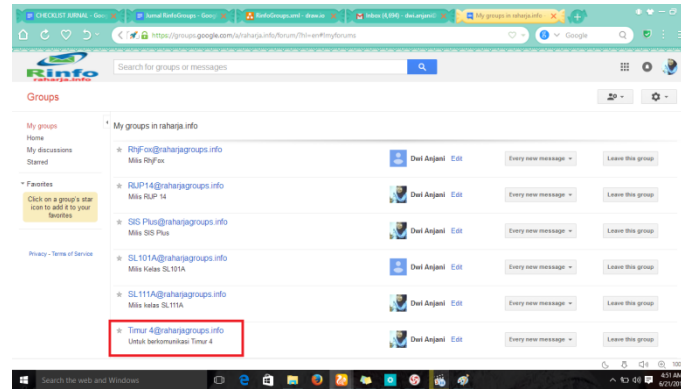 CHECKLIST JURNAL - Goo
Jurnal RinfoGroups - Goog
RinfoGroups.xml - draw.io
Inbox (4,694) - dwi.anjani@
My groups in raharja.info
https://groups.google.com/a/raharja.info/forum/?hl=en#!myforums
Google
Rinfo
raharja.info
Search for groups or messages
Groups
My groups
Home
My discussions
Starred
Favorites
Click on a group's star
icon to add it to your
favorites
Privacy - Terms of Service
My groups in raharja.info
RhjFox@raharjagroups.info
Milis RhjFox
Dwi Anjani Edit
Every new message
Leave this group
RIJP14@raharjagroups.info
Milis RIJP 14
Dwi Anjani Edit
Every new message
Leave this group
SIS Plus@raharjagroups.info
Milis SIS Plus
Dwi Anjani Edit
Every new message
Leave this group
SL101A@raharjagroups.info
Milis Kelas SL101A
Dwi Anjani Edit
Every new message
Leave this group
SL111A@raharjagroups.info
Milis kelas SL111A
Dwi Anjani Edit
Every new message
Leave this group
Timur 4@raharjagroups.info
Untuk berkomunikasi Timur 4
Dwi Anjani Edit
Every new message
Leave this group
100
Search the web and Windows
4:51 AM